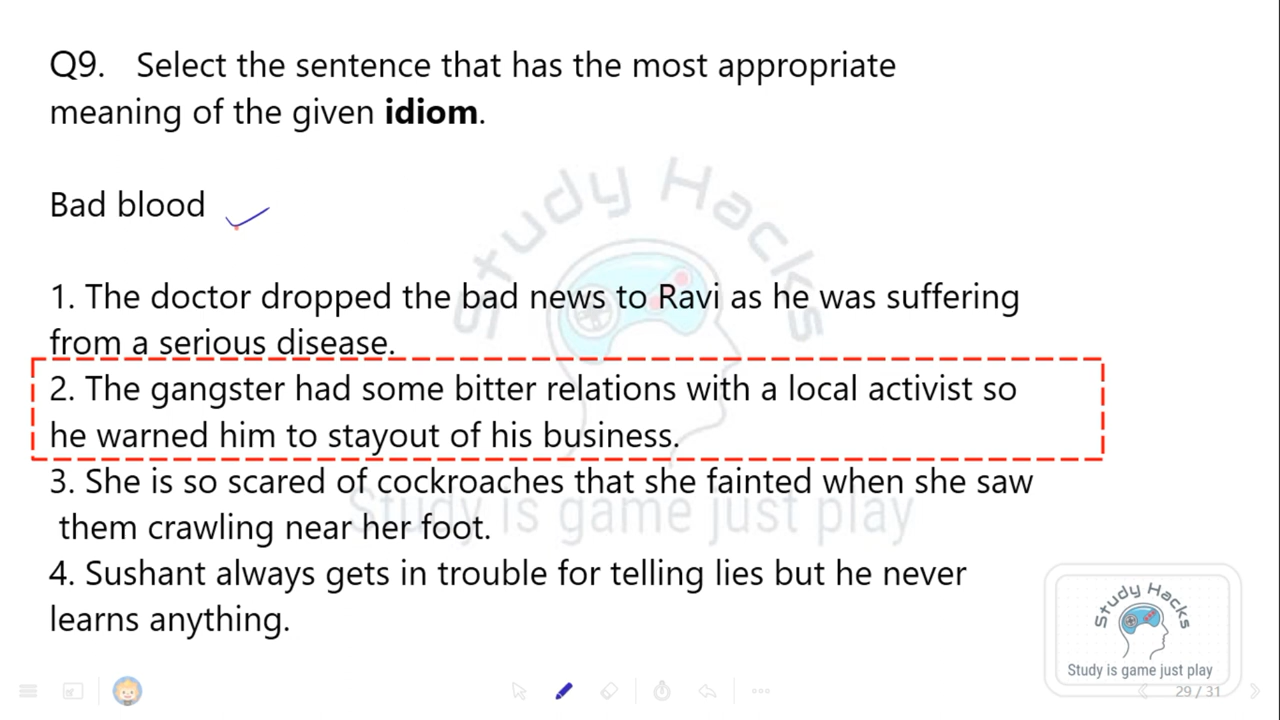 Q9. Select the sentence that has the most appropriate
meaning of the given idiom.
Bad blood
1. The doctor dropped the bad news to Ravi as he was suffering
from a serious disease.
2. The gangster had some bitter relations with a local activist so
he warned him to stayout of his business.
3. She is so scared of cockroaches that she fainted when she saw
them crawling near her foot.
4. Sushant always gets in trouble for telling lies but he never
learns anything.
Study Hacks
Study is game just play
Study Hacks
Study is game just play
29 / 31